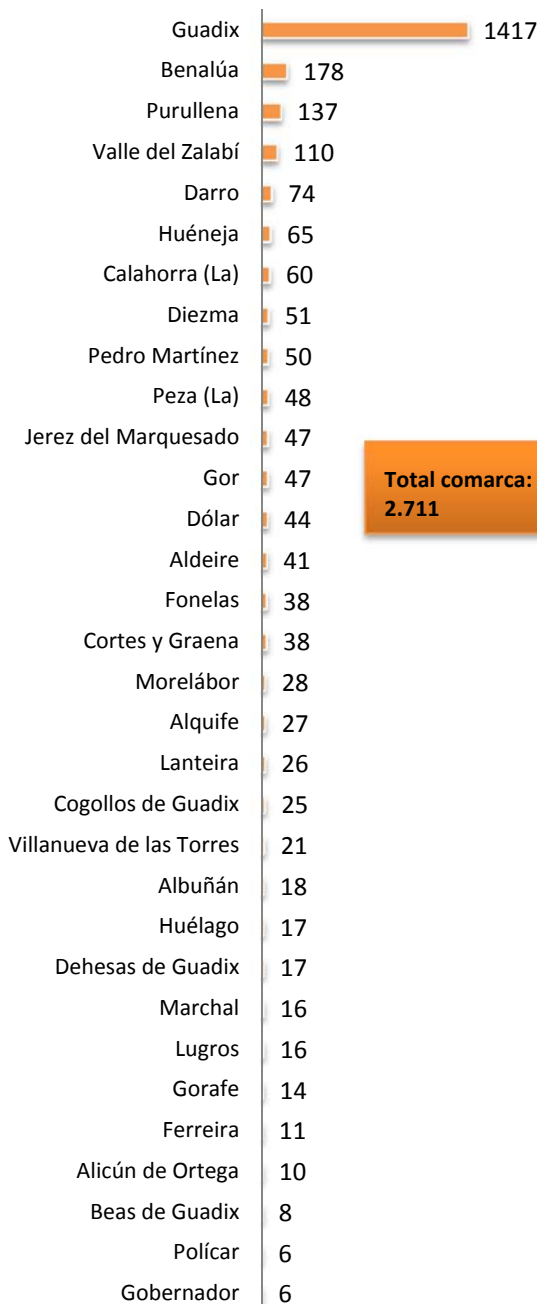 Guadix 1417
Benalúa 178
Purullena 137
Valle del Zalabí 110
Darro 74
Huéneja 65
Calahorra (La) 60
Diezma 51
Pedro Martínez 50
Peza (La) 48
Jerez del Marquesado 47
Gor 47
Total comarca:
2.711
Dólar 44
Aldeire 41
Fonelas 38
Cortes y Graena 38
Morelábor 28
Alquife 27
Lanteira 26
Cogollos de Guadix 25
Villanueva de las Torres 21
Albuñán 18
Huélago 17
Dehesas de Guadix 17
Marchal 16
Lugros 16
Gorafe 14
Ferreira 11
Alicún de Ortega 10
Beas de Guadix 8
Polícar 6
Gobernador 6